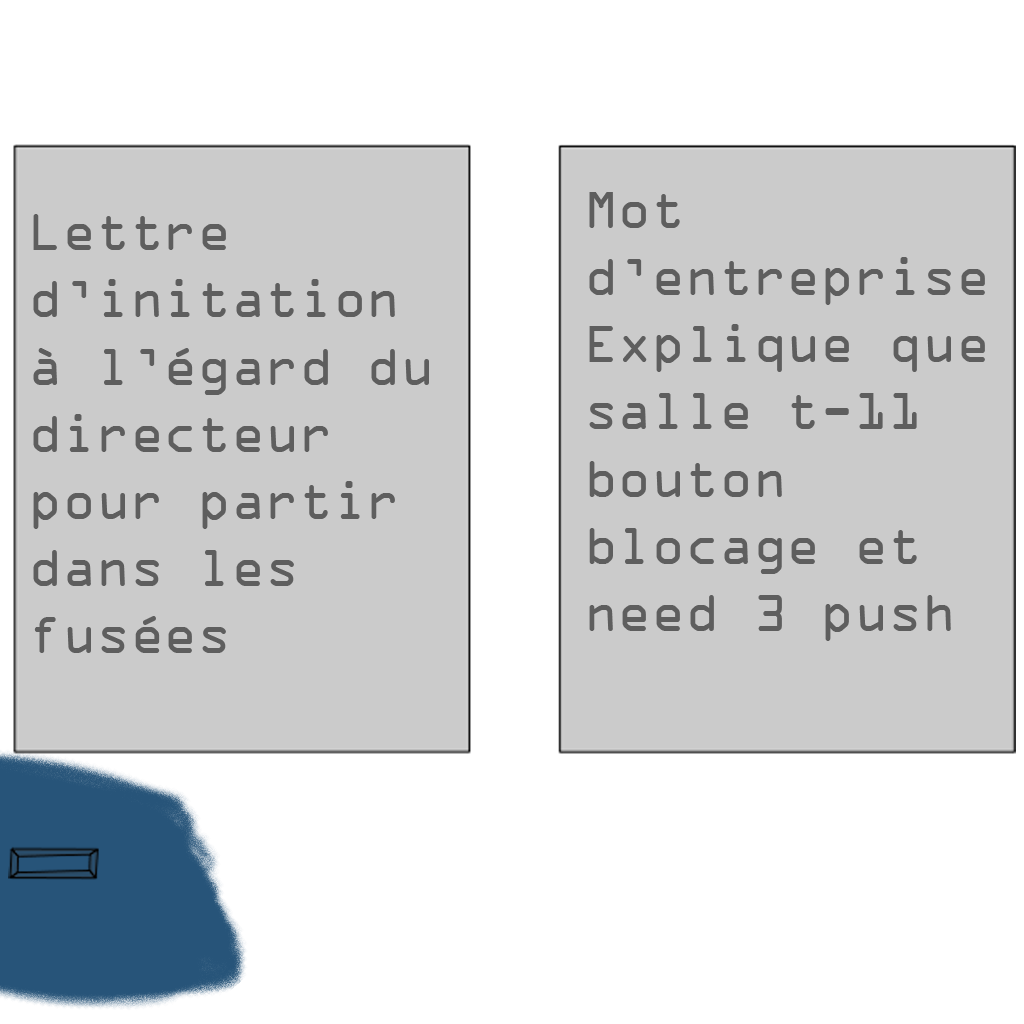 Lettre
d'initation
à l'égard du
directeur
pour partir
dans les
fusées
Mot
d'entreprise
Explique que
salle t-11
bouton
blocage et
need 3 push